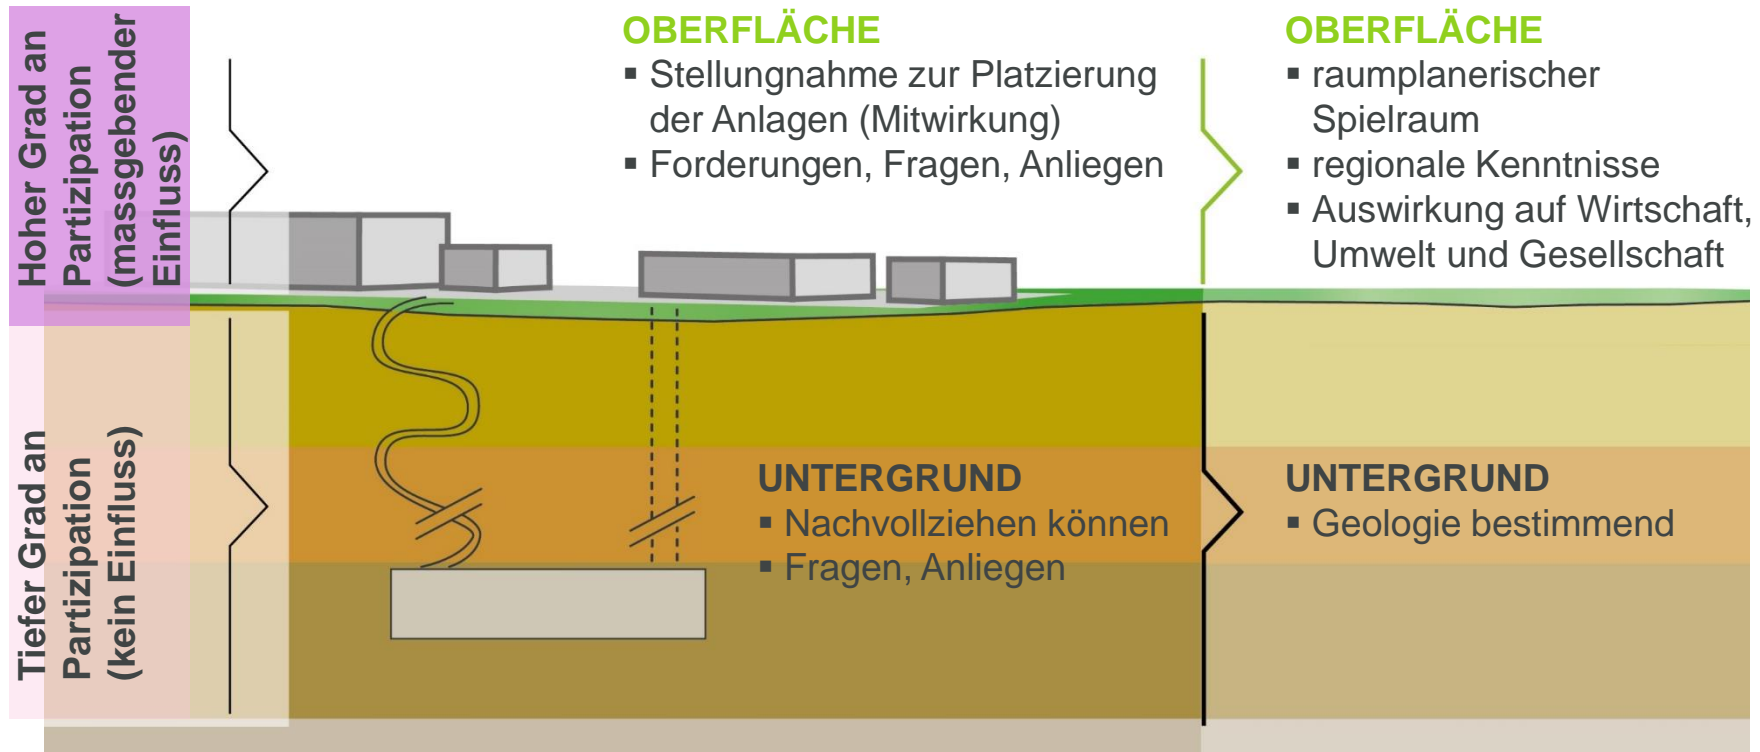 Hoher Grad an
Partizipation
(massgebender
Einfluss)
Tiefer Grad an
Partizipation
(kein Einfluss)
OBERFLÄCHE
▪ Stellungnahme zur Platzierung
der Anlagen (Mitwirkung)
▪ Forderungen, Fragen, Anliegen
OBERFLÄCHE
▪ raumplanerischer
Spielraum
▪ regionale Kenntnisse
▪ Auswirkung auf Wirtschaft,
Umwelt und Gesellschaft
UNTERGRUND
▪ Nachvollziehen können
▪ Fragen, Anliegen
UNTERGRUND
▪ Geologie bestimmend